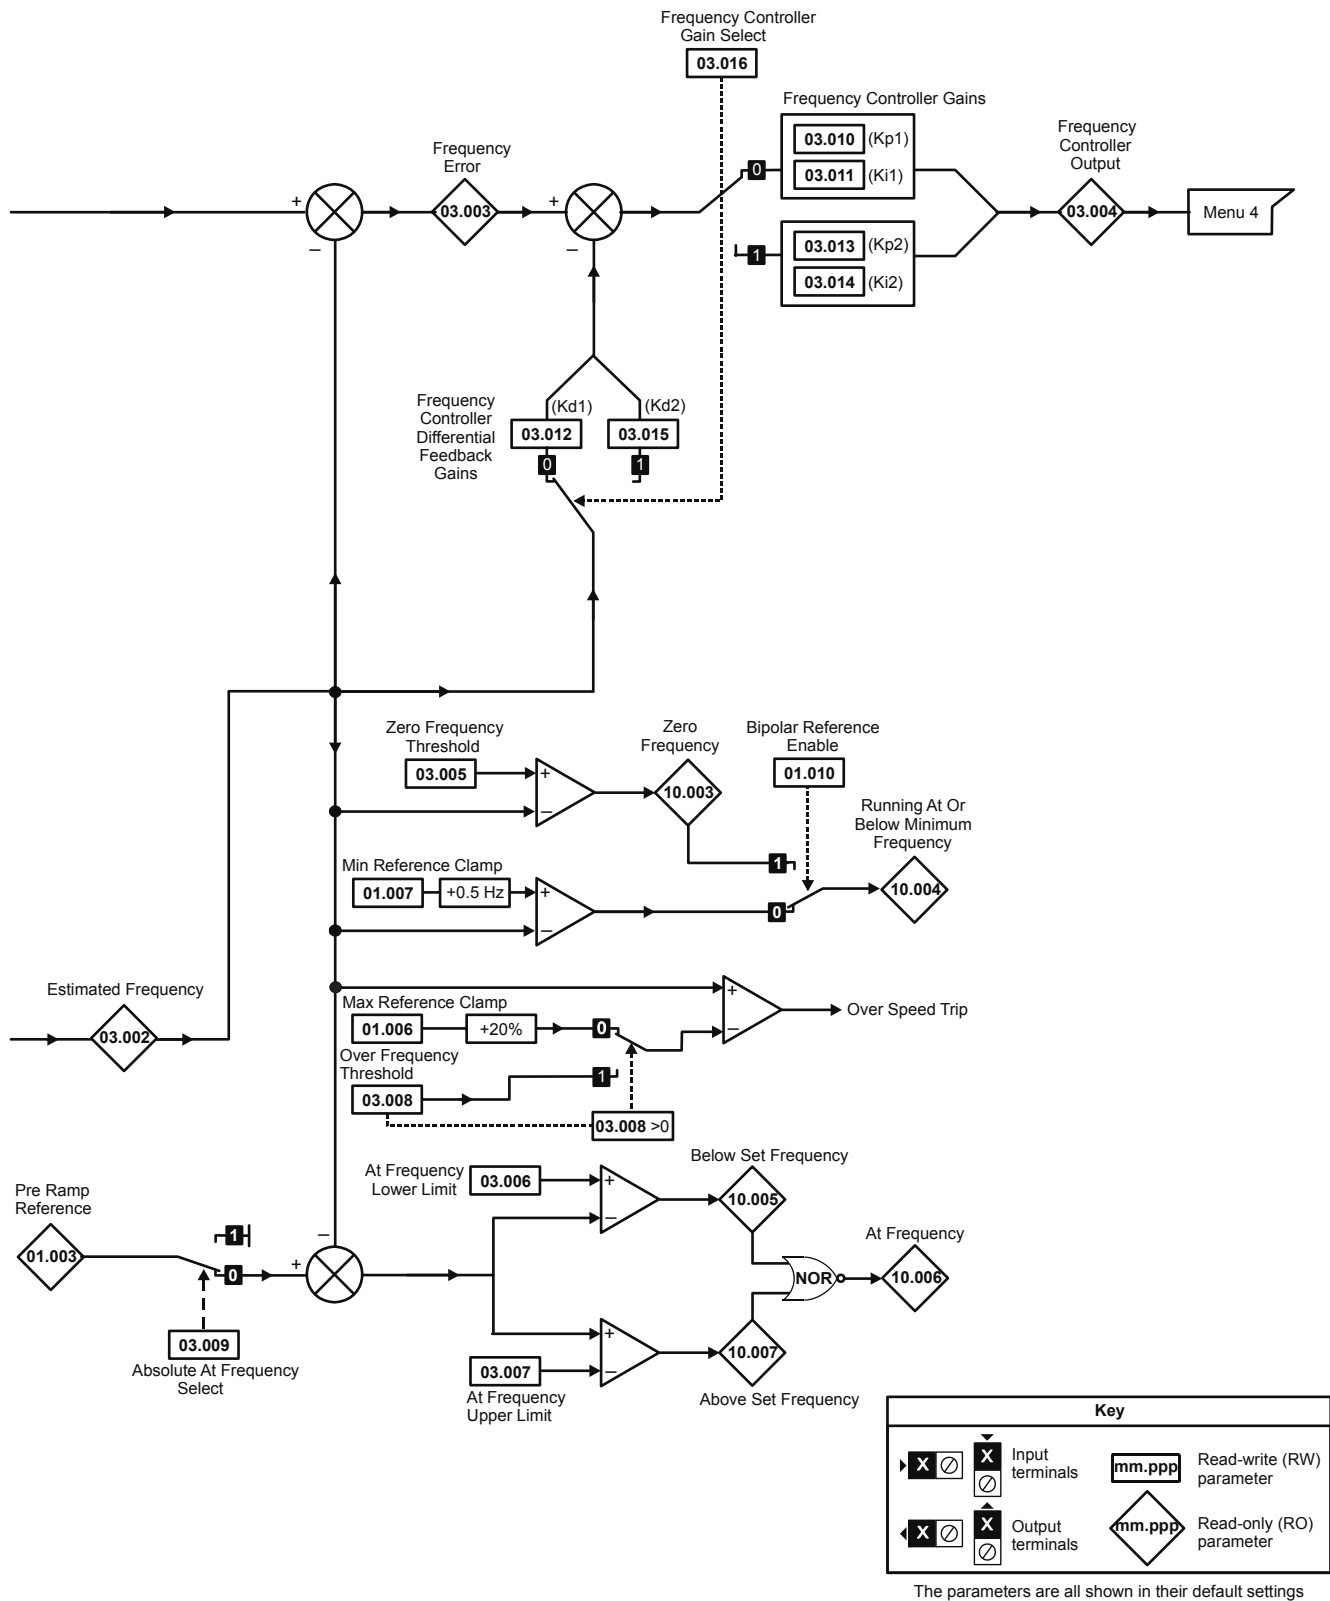 Frequency Controller
Gain Select
03.016
Frequency Controller Gains
03.010 (Kp1)
03.011 (Ki1)
0
Frequency
Error
03.003
+
−
+
−
Frequency
Controller
Output
03.004
Menu 4
1
03.013 (Kp2)
03.014 (Ki2)
Frequency
Controller
Differential
Feedback
Gains
(Kd1)
03.012
0
(Kd2)
03.015
1
Zero Frequency
Threshold
03.005
+
−
Zero
Frequency
10.003
Bipolar Reference
Enable
01.010
1
Running At Or
Below Minimum
Frequency
10.004
Min Reference Clamp
01.007
+0.5 Hz
+
−
0
Estimated Frequency
03.002
Max Reference Clamp
01.006
+20%
0
+
−
Over Speed Trip
Over Frequency
Threshold
03.008
1
03.008 >0
Pre Ramp
Reference
01.003
1
0
03.009
Absolute At Frequency
Select
+
−
At Frequency
Lower Limit
03.006
+
−
Below Set Frequency
10.005
At Frequency
NOR
10.006
03.007
At Frequency
Upper Limit
+
−
10.007
Above Set Frequency
Key
X
X
Input
terminals
mm.ppp
Read-write (RW)
parameter
X
X
Output
terminals
mm.ppp
Read-only (RO)
parameter
The parameters are all shown in their default settings